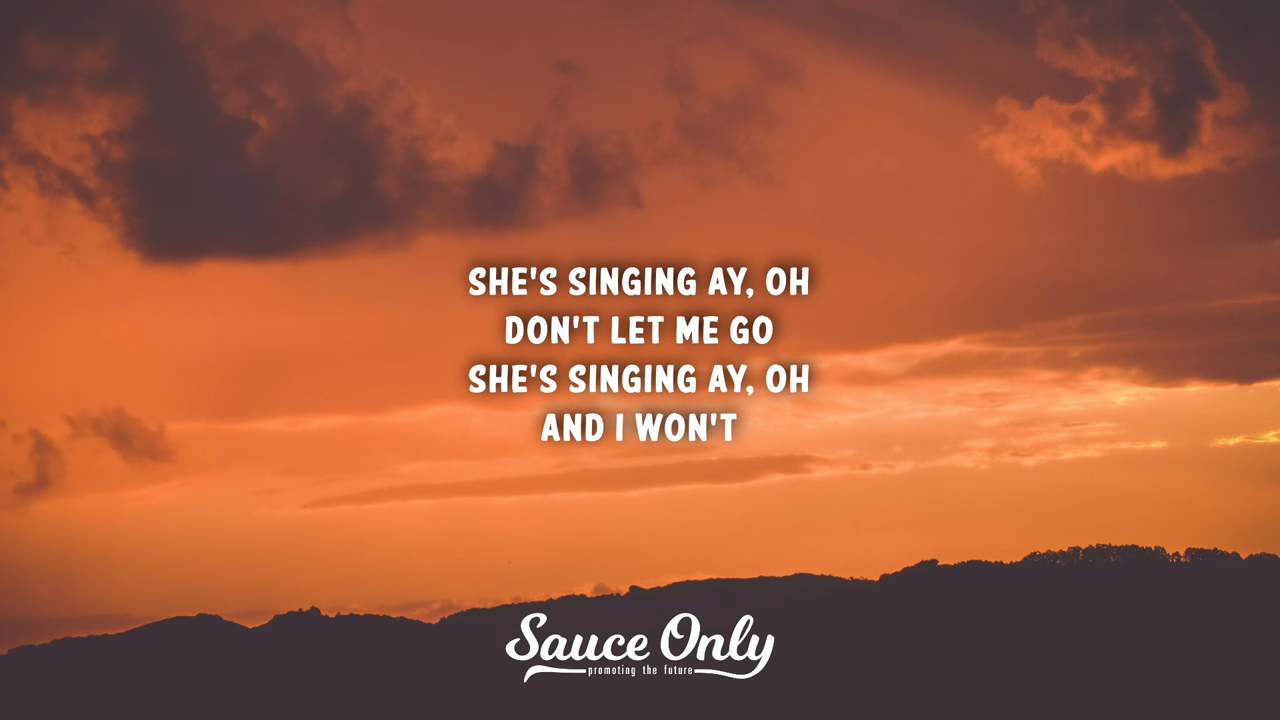 SHE'S SINGING AY, OH
DON'T LET ME GO
SHE'S SINGING AY, OH
AND I WON'T
Sauce Only
promoting the future